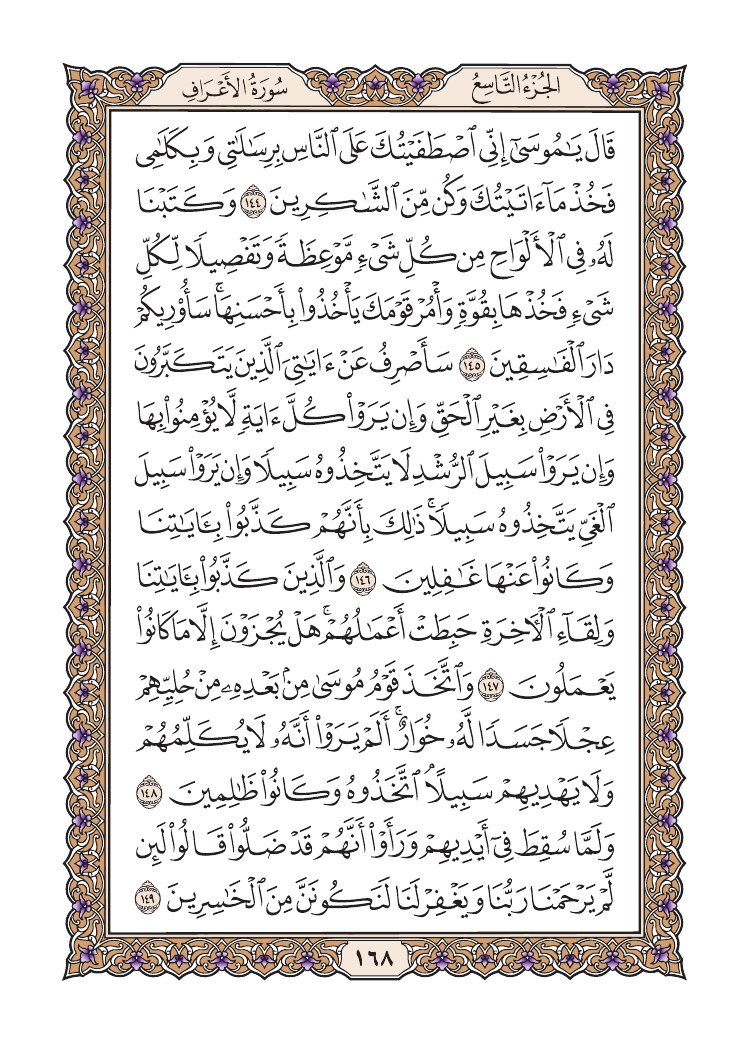 الجُزْءُ التَّاسِعُ
سُورَةُ الأَعْرَافِ
قَالَ يَٰمُوسَىٰٓ إِنِّي ٱصۡطَفَيۡتُكَ عَلَى ٱلنَّاسِ بِرِسَٰلَٰتِي وَبِكَلَٰمِي
فَخُذۡ مَآ ءَاتَيۡتُكَ وَكُن مِّنَ ٱلشَّٰكِرِينَ ١٤٤ وَكَتَبۡنَا
لَهُۥ فِي ٱلۡأَلۡوَاحِ مِن كُلِّ شَيۡءٖ مَّوۡعِظَةٗ وَتَفۡصِيلٗا لِّكُلِّ
شَيۡءٖ فَخُذۡهَا بِقُوَّةٖ وَأۡمُرۡ قَوۡمَكَ يَأۡخُذُواْ بِأَحۡسَنِهَاۚ سَأُوْرِيكُمۡ
دَارَ ٱلۡفَٰسِقِينَ ١٤٥ سَأَصۡرِفُ عَنۡ ءَايَٰتِيَ ٱلَّذِينَ يَتَكَبَّرُونَ
فِي ٱلۡأَرۡضِ بِغَيۡرِ ٱلۡحَقِّ وَإِن يَرَوۡاْ كُلَّ ءَايَةٖ لَّا يُؤۡمِنُواْ بِهَا
وَإِن يَرَوۡاْ سَبِيلَ ٱلرُّشۡدِ لَا يَتَّخِذُوهُ سَبِيلٗا وَإِن يَرَوۡاْ سَبِيلَ
ٱلۡغَيِّ يَتَّخِذُوهُ سَبِيلٗاۚ ذَٰلِكَ بِأَنَّهُمۡ كَذَّبُواْ بِـَٔايَٰتِنَا
وَكَانُواْ عَنۡهَا غَٰفِلِينَ ١٤٦ وَٱلَّذِينَ كَذَّبُواْ بِـَٔايَٰتِنَا
وَلِقَآءِ ٱلۡأٓخِرَةِ حَبِطَتۡ أَعۡمَٰلُهُمۡۚ هَلۡ يُجۡزَوۡنَ إِلَّا مَا كَانُواْ
يَعۡمَلُونَ ١٤٧ وَٱتَّخَذَ قَوۡمُ مُوسَىٰ مِنۢ بَعۡدِهِۦ مِنۡ حُلِيِّهِمۡ
عِجۡلٗا جَسَدٗا لَّهُۥ خُوَارٌۚ أَلَمۡ يَرَوۡاْ أَنَّهُۥ لَا يُكَلِّمُهُمۡ
وَلَا يَهۡدِيهِمۡ سَبِيلًاۘ ٱتَّخَذُوهُ وَكَانُواْ ظَٰلِمِينَ ١٤٨
وَلَمَّا سُقِطَ فِيٓ أَيۡدِيهِمۡ وَرَأَوۡاْ أَنَّهُمۡ قَدۡ ضَلُّواْ قَالُواْ لَئِن
لَّمۡ يَرۡحَمۡنَا رَبُّنَا وَيَغۡفِرۡ لَنَا لَنَكُونَنَّ مِنَ ٱلۡخَٰسِرِينَ ١٤٩
١٦٨